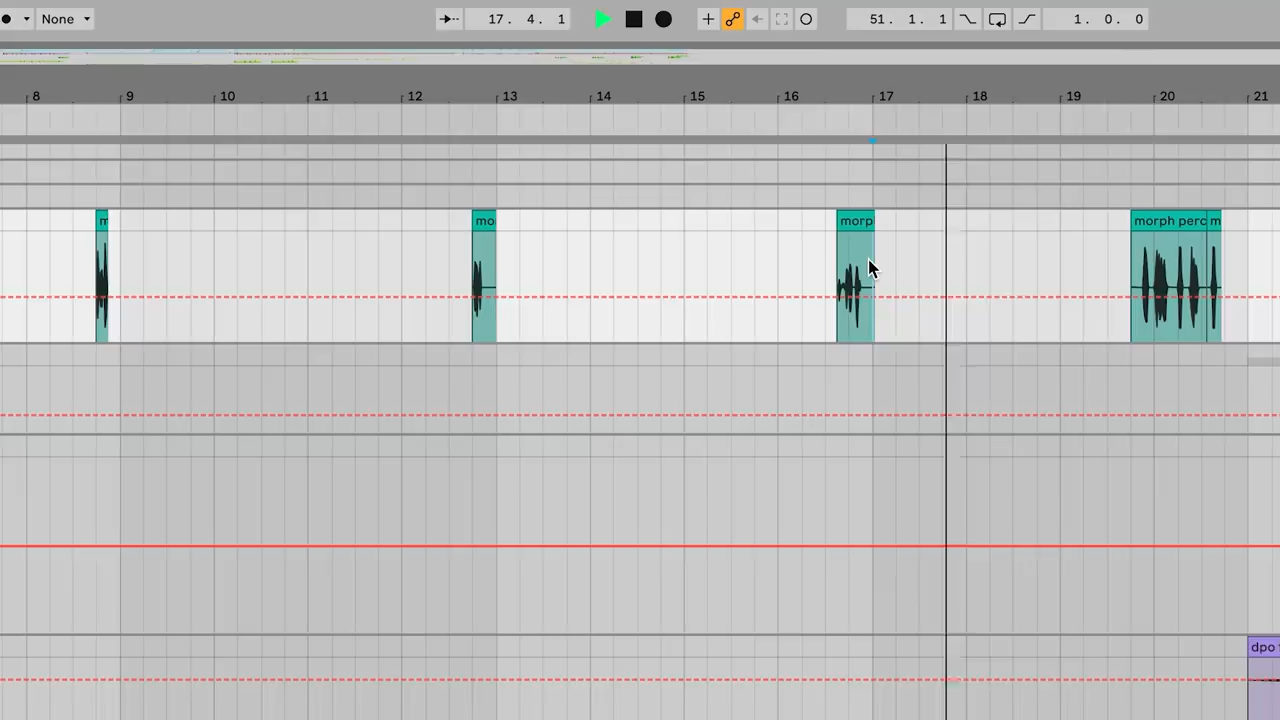 None 17. 4. 1 51. 1. 1 1. 0. 0
8 9 10 11 12 13 14 15 16 17 18 19 20 21
m mo morp morph perc m
dpo